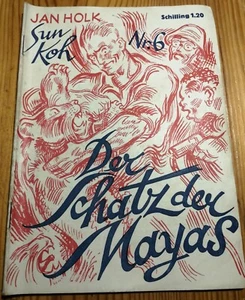 JAN HOLK
Schilling 1.20
Sun
Koh
Nr. 6
Der
Schatz der
Mayas